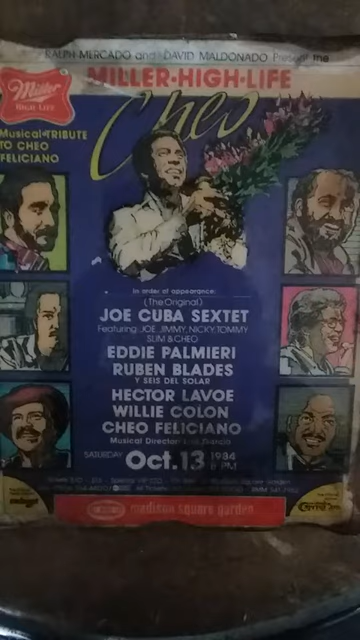 RALPH MERCADO and DAVID MALDONADO Present the
MILLER·HIGH·LIFE
Miller
HIGH LIFE
Cheo
Musical TRIBUTE
TO CHEO
FELICIANO
In order of appearance:
(The Original)
JOE CUBA SEXTET
Featuring: JOE, JIMMY, NICKY, TOMMY
SLIM & CHEO
EDDIE PALMIERI
RUBEN BLADES
Y SEIS DEL SOLAR
HECTOR LAVOE
WILLIE COLON
CHEO FELICIANO
Musical Director:
SATURDAY Oct. 13 1984
8 PM
madison square garden